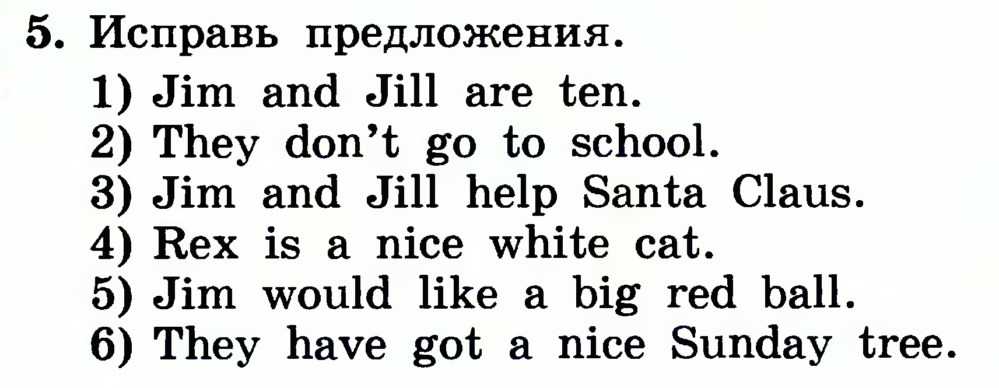 5. Исправь предложения.
1) Jim and Jill are ten.
2) They don't go to school.
3) Jim and Jill help Santa Claus.
4) Rex is a nice white cat.
5) Jim would like a big red ball.
6) They have got a nice Sunday tree.